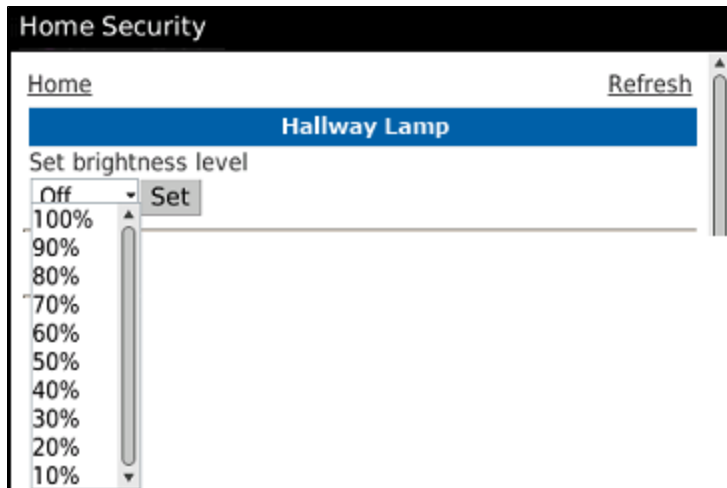 Home Security
Home Refresh
Hallway Lamp
Set brightness level
Off Set
100%
90%
80%
70%
60%
50%
40%
30%
20%
10%